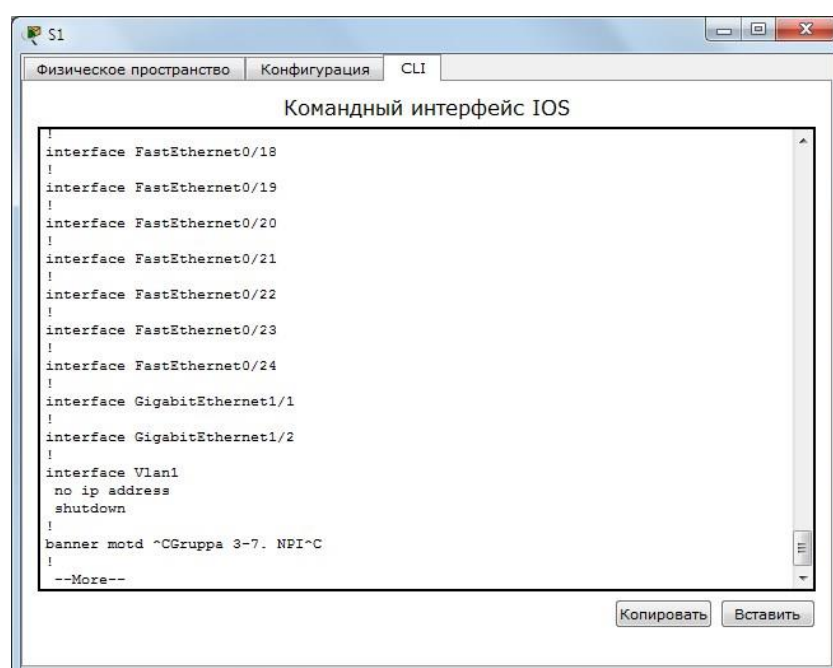 S1
Физическое пространство Конфигурация CLI
Командный интерфейс IOS
!
interface FastEthernet0/18
!
interface FastEthernet0/19
!
interface FastEthernet0/20
!
interface FastEthernet0/21
!
interface FastEthernet0/22
!
interface FastEthernet0/23
!
interface FastEthernet0/24
!
interface GigabitEthernet1/1
!
interface GigabitEthernet1/2
!
interface Vlan1
 no ip address
 shutdown
!
banner motd ^CGruppa 3-7. NPI^C
!
 --More--
Копировать Вставить